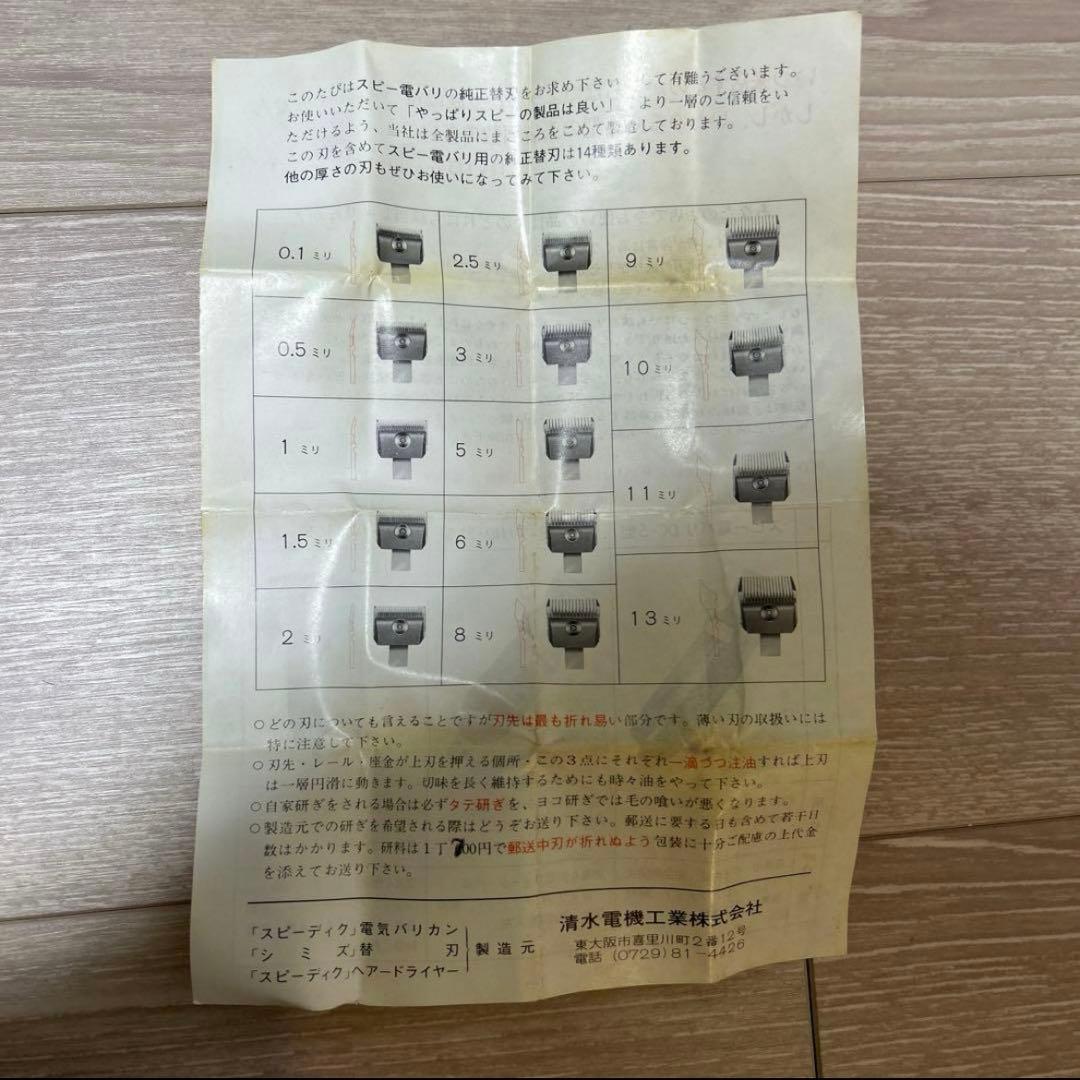 このたびはスピー電バリの純正替刃をお求め下さい して有難うございます。
お使いいただいて「やっぱりスピーの製品は良い」 より一層のご信頼をい
ただけるよう、当社は全製品にまごころをこめて製造しております。
この刃を含めてスピー電バリ用の純正替刃は14種類あります。
他の厚さの刃もぜひお使いになってみて下さい。
0.1 ミリ
2.5 ミリ
9 ミリ
0.5 ミリ
3 ミリ
10 ミリ
1 ミリ
5 ミリ
11 ミリ
1.5 ミリ
6 ミリ
13 ミリ
2 ミリ
8 ミリ
○どの刃についても言えることですが刃先は最も折れ易い部分です。薄い刃の取扱いには
特に注意して下さい。
○刃先・レール・座金が上刃を押える個所・この3点にそれぞれ一滴づつ注油すれば上刃
は一層円滑に動きます。切味を長く維持するためにも時々油をやって下さい。
○自家研ぎをされる場合は必ずタテ研ぎを、ヨコ研ぎでは毛の喰いが悪くなります。
○製造元での研ぎを希望される際はどうぞお送り下さい。郵送に要する日も含めて若干日
数はかかります。研料は1丁700円で郵送中刃が折れぬよう包装に十分ご配慮の上代金
を添えてお送り下さい。
「スピーディク」電気バリカン
「シミズ」替刃
「スピーディク」ヘアードライヤー
製造元
清水電機工業株式会社
東大阪市喜里川町2番12号
電話 (0729) 81-4426